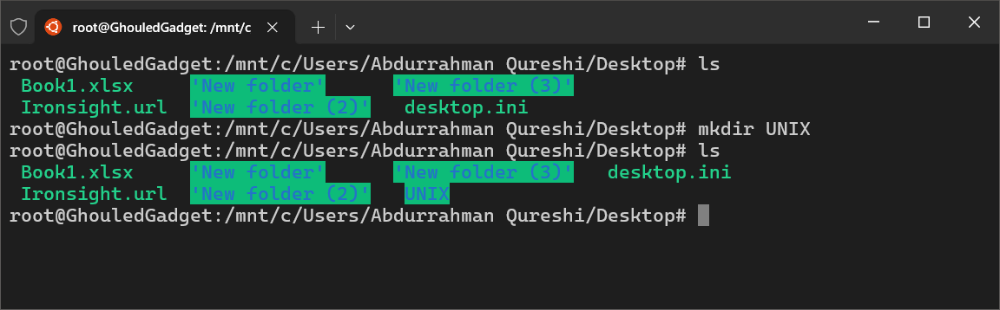 root@GhouledGadget: /mnt/c
root@GhouledGadget:/mnt/c/Users/Abdurrahman Qureshi/Desktop# ls
Book1.xlsx 'New folder' 'New folder (3)'
Ironsight.url 'New folder (2)' desktop.ini
root@GhouledGadget:/mnt/c/Users/Abdurrahman Qureshi/Desktop# mkdir UNIX
root@GhouledGadget:/mnt/c/Users/Abdurrahman Qureshi/Desktop# ls
Book1.xlsx 'New folder' 'New folder (3)' desktop.ini
Ironsight.url 'New folder (2)' UNIX
root@GhouledGadget:/mnt/c/Users/Abdurrahman Qureshi/Desktop#